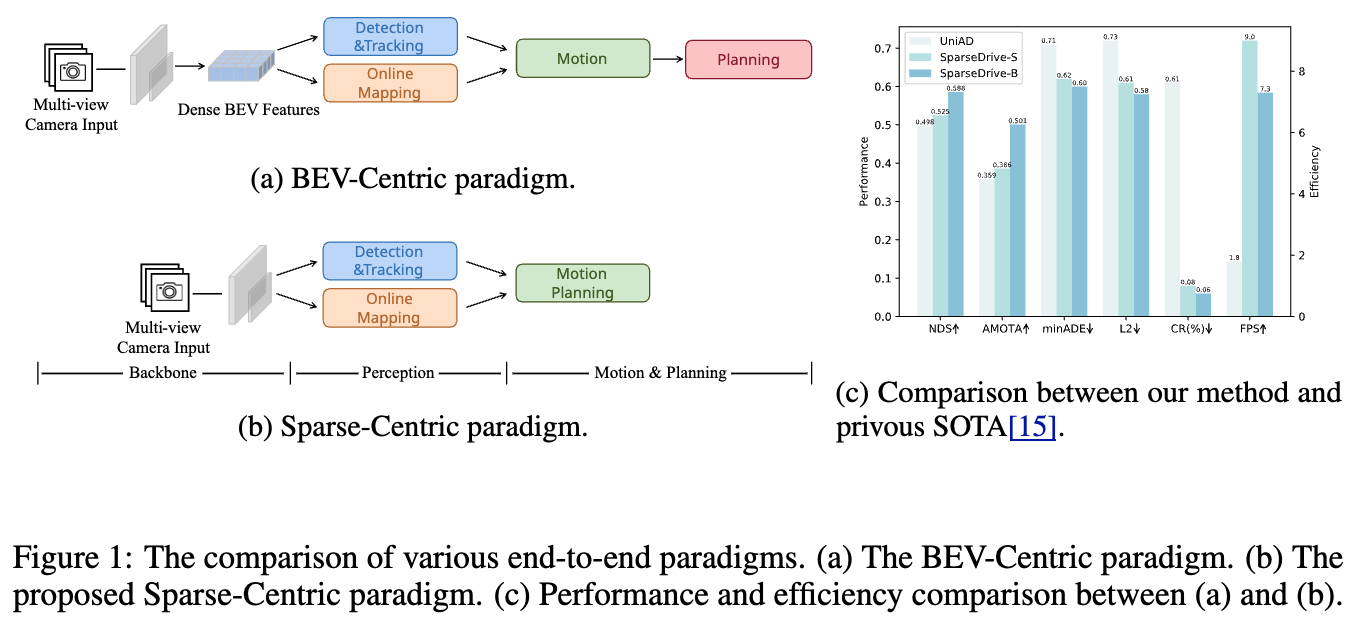 Multi-view
Camera Input
Dense BEV Features
Detection
&Tracking
Online
Mapping
Motion
Planning
(a) BEV-Centric paradigm.
Multi-view
Camera Input
Detection
&Tracking
Online
Mapping
Motion
Planning
Backbone
Perception
Motion & Planning
(b) Sparse-Centric paradigm.
UniAD
SparseDrive-S
SparseDrive-B
Performance
0.7
0.6
0.5
0.4
0.3
0.2
0.1
0.0
0.498
0.525
0.588
0.359
0.386
0.501
0.71
0.62
0.60
0.73
0.61
0.58
0.61
0.08
0.06
1.8
9.0
7.3
NDS↑
AMOTA↑
minADE↓
L2↓
CR(%)↓
FPS↑
8
6
4
2
0
Efficiency
(c) Comparison between our method and
privous SOTA[15].
Figure 1: The comparison of various end-to-end paradigms. (a) The BEV-Centric paradigm. (b) The
proposed Sparse-Centric paradigm. (c) Performance and efficiency comparison between (a) and (b).